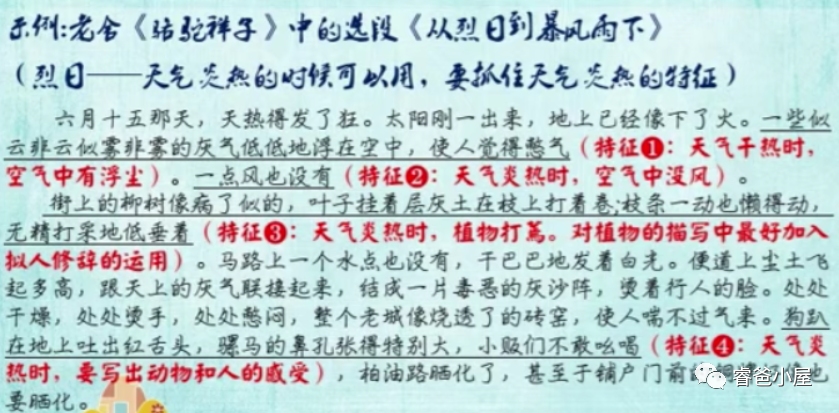 示例:老舍《骆驼祥子》中的选段《从烈日到暴风雨下》
(烈日——天气炎热的时候可以用，要抓住天气炎热的特征)
六月十五那天，天热得发了狂。太阳刚一出来，地上已经像下了火。一些似
云非云似雾非雾的灰气低低地浮在空中，使人觉得憋气(特征❶：天气干热时，
空气中有浮尘)。一点风也没有(特征❷：天气炎热时，空气中没风)。
街上的柳树像病了似的，叶子挂着层灰土在枝上打着卷;枝条一动也懒得动，
无精打采地低垂着(特征❸：天气炎热时，植物打蔫。对植物的描写中最好加入
拟人修辞的运用)。马路上一个水点也没有，干巴巴地发着白光。便道上尘土飞
起多高，跟天上的灰气联接起来，结成一片毒恶的灰沙阵，烫着行人的脸。处处
干燥，处处烫手，处处憋闷，整个老城像烧透了的砖窑，使人喘不过气来。狗趴
在地上吐出红舌头，骡马的鼻孔张得特别大，小贩们不敢吆喝(特征❹：天气炎
热时，要写出动物和人的感受)，柏油路晒化了，甚至于铺户门前 也
要晒化。
睿爸小屋